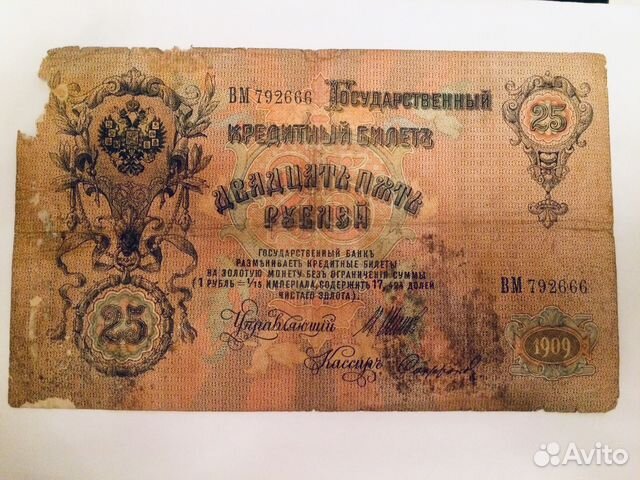 ВМ 792666 Государственный
25
кредитный билетъ
двадцать пять
рублей
Государственный банкъ
размѣниваетъ кредитные билеты
на золотую монету безъ ограниченія суммы
(1 рубль = 1/15 имперіала, содержитъ 17,424 долей
чистаго золота).
ВМ 792666
25
Управляющій
Кассиръ
1909
Avito